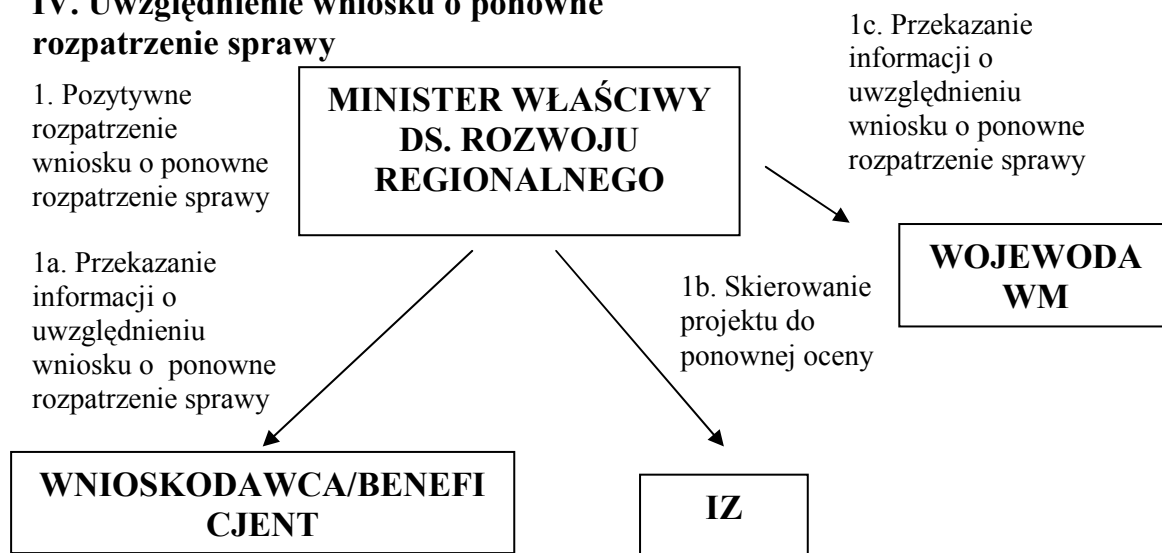 IV. Uwzględnienie wniosku o ponowne
rozpatrzenie sprawy
1. Pozytywne
rozpatrzenie
wniosku o ponowne
rozpatrzenie sprawy
MINISTER WŁAŚCIWY
DS. ROZWOJU
REGIONALNEGO
1c. Przekazanie
informacji o
uwzględnieniu
wniosku o ponowne
rozpatrzenie sprawy
1a. Przekazanie
informacji o
uwzględnieniu
wniosku o ponowne
rozpatrzenie sprawy
1b. Skierowanie
projektu do
ponownej oceny
WOJEWODA
WM
WNIOSKODAWCA/BENEFI
CJENT
IZ